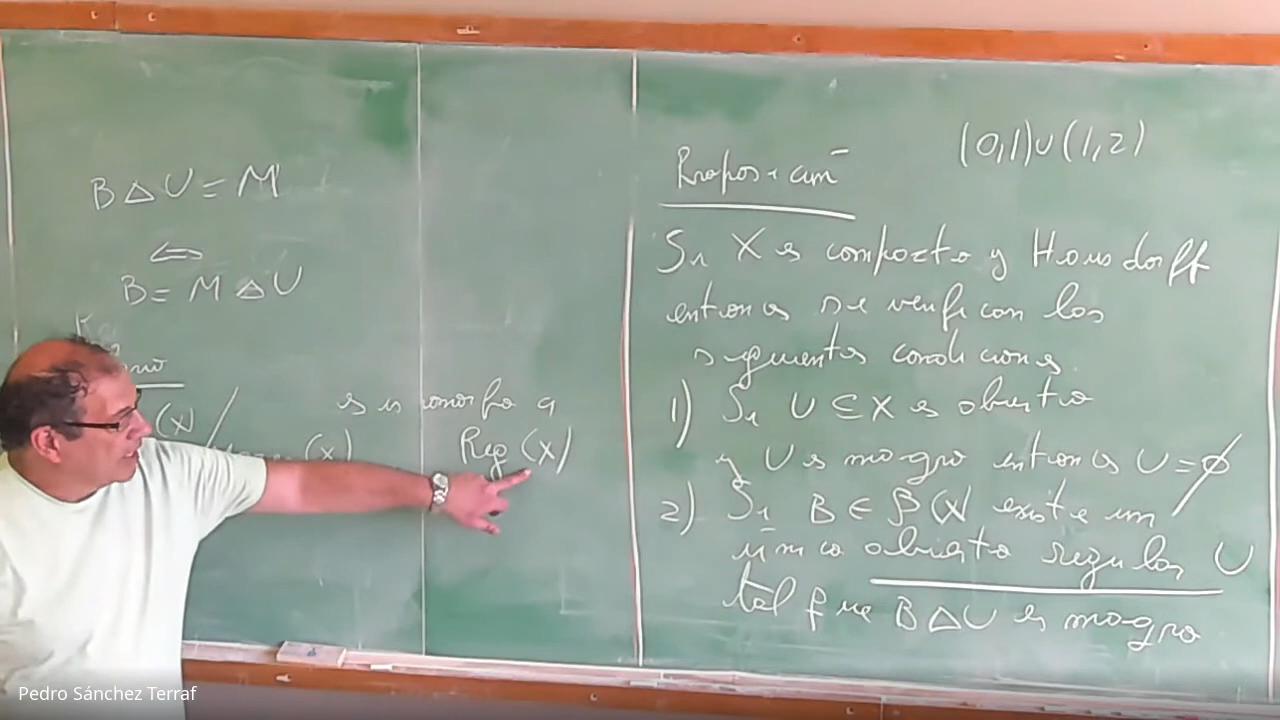 B △ U = M
⇐
B = M △ U
(X) / (X) es isomorfo a
Reg (X)
(0,1)∪(1,2)
Proposición
Si X es compacto y Hausdorff
entonces se verifican las
siguientes condiciones
1) Si U ⊆ X es abierto
y U es magro entonces U = ∅
2) Si B ∈ β(X) existe un
único abierto regular U
tal que B △ U es magro
Pedro Sánchez Terraf